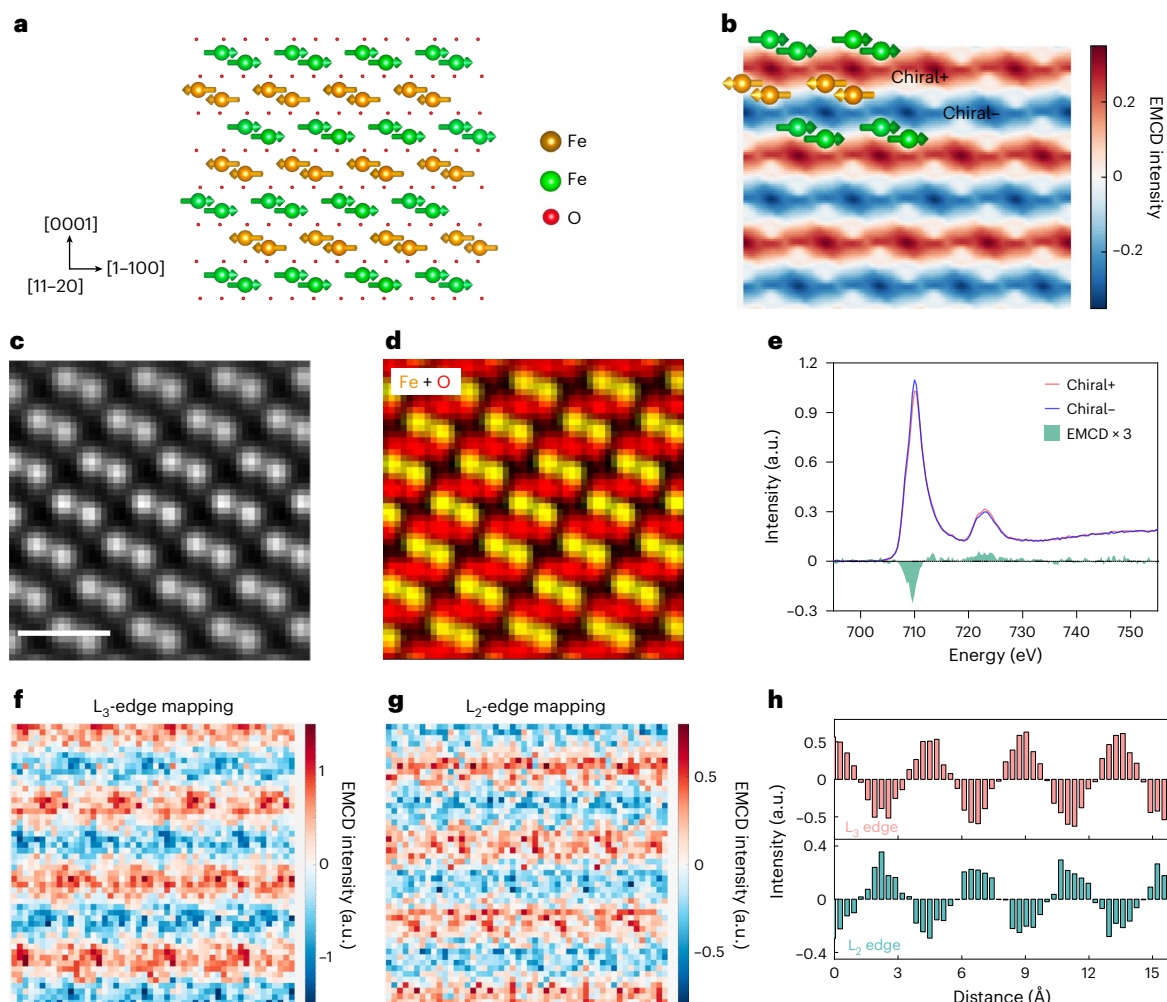 a
Fe
Fe
O
[0001]
[1–100]
[11–20]
b
Chiral+
Chiral–
0.2
0
–0.2
EMCD intensity
c
d
Fe + O
e
1.2
0.9
0.3
0
–0.3
Intensity (a.u.)
Chiral+
Chiral–
EMCD × 3
700
710
720
730
740
750
Energy (eV)
f
L3-edge mapping
1
0
–1
EMCD intensity (a.u.)
g
L2-edge mapping
0.5
0
–0.5
EMCD intensity (a.u.)
h
0.5
0
–0.5
L3 edge
0.4
0
–0.4
L2 edge
Intensity (a.u.)
0
3
6
9
12
15
Distance (Å)